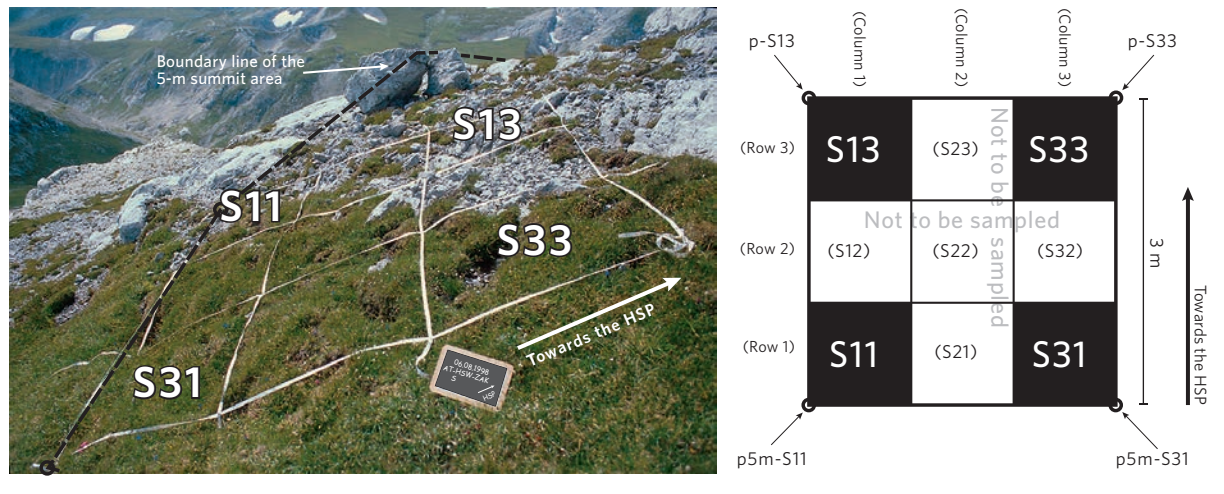 Boundary line of the
5-m summit area
S13
S11
S33
S31
Towards the HSP
06.08.1998
AT-HSW-ZAK
S
HSP
(Column 1)
(Column 2)
(Column 3)
p-S13
p-S33
(Row 3)
S13
(S23)
S33
Not to be sampled
(Row 2)
(S12)
(S22)
(S32)
Not to be sampled
3 m
(Row 1)
S11
(S21)
S31
Towards the HSP
p5m-S11
p5m-S31